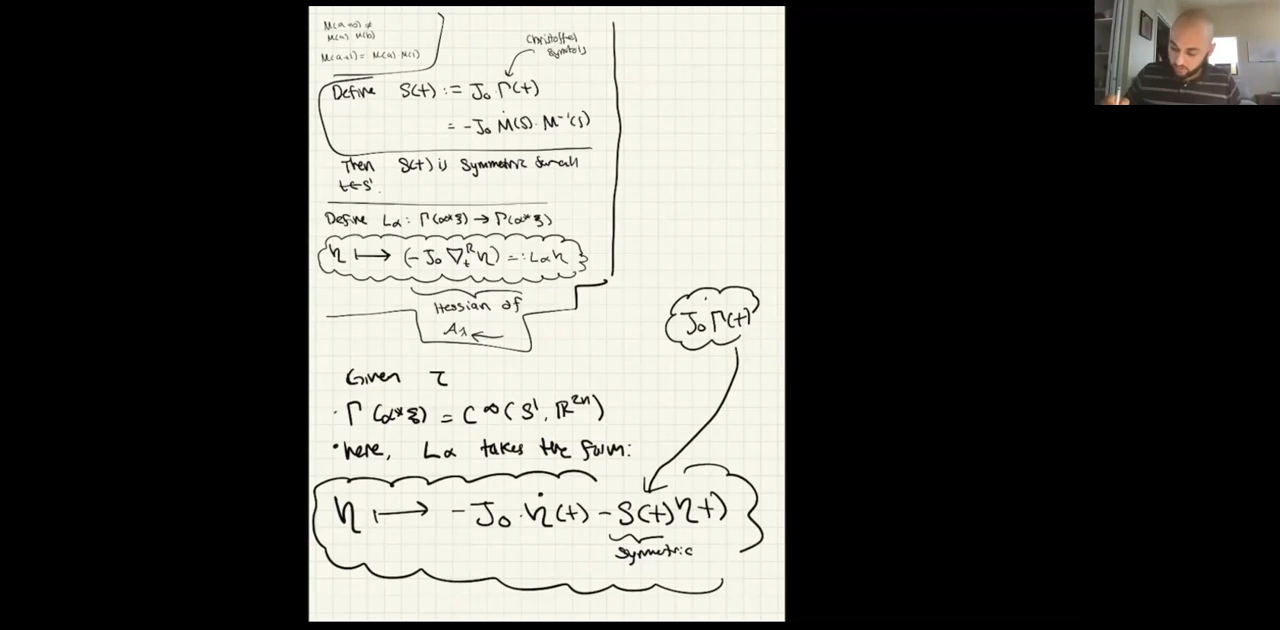 M(a+b) ≠
M(a) M(b)
M(a+1) = M(a) M(1)
Christoffel
Symbols
Define S(t) := J₀ Γ(t)
= -J₀ Ṁ(s) · M⁻¹(s)
Then S(t) is symmetric for all
t ∈ S¹.
Define Lα : Γ(α*ξ) → Γ(α*ξ)
η ⟼ (-J₀ ∇ₜᴿ η) =: Lα η
Hessian of
Aλ ←
J₀ Γ(t)
Given τ
· Γ(α*ξ) = C∞(S¹, ℝ²ⁿ)
· here, Lα takes the form:
η ⟼ -J₀ · η̇(t) - S(t) η(t)
Symmetric